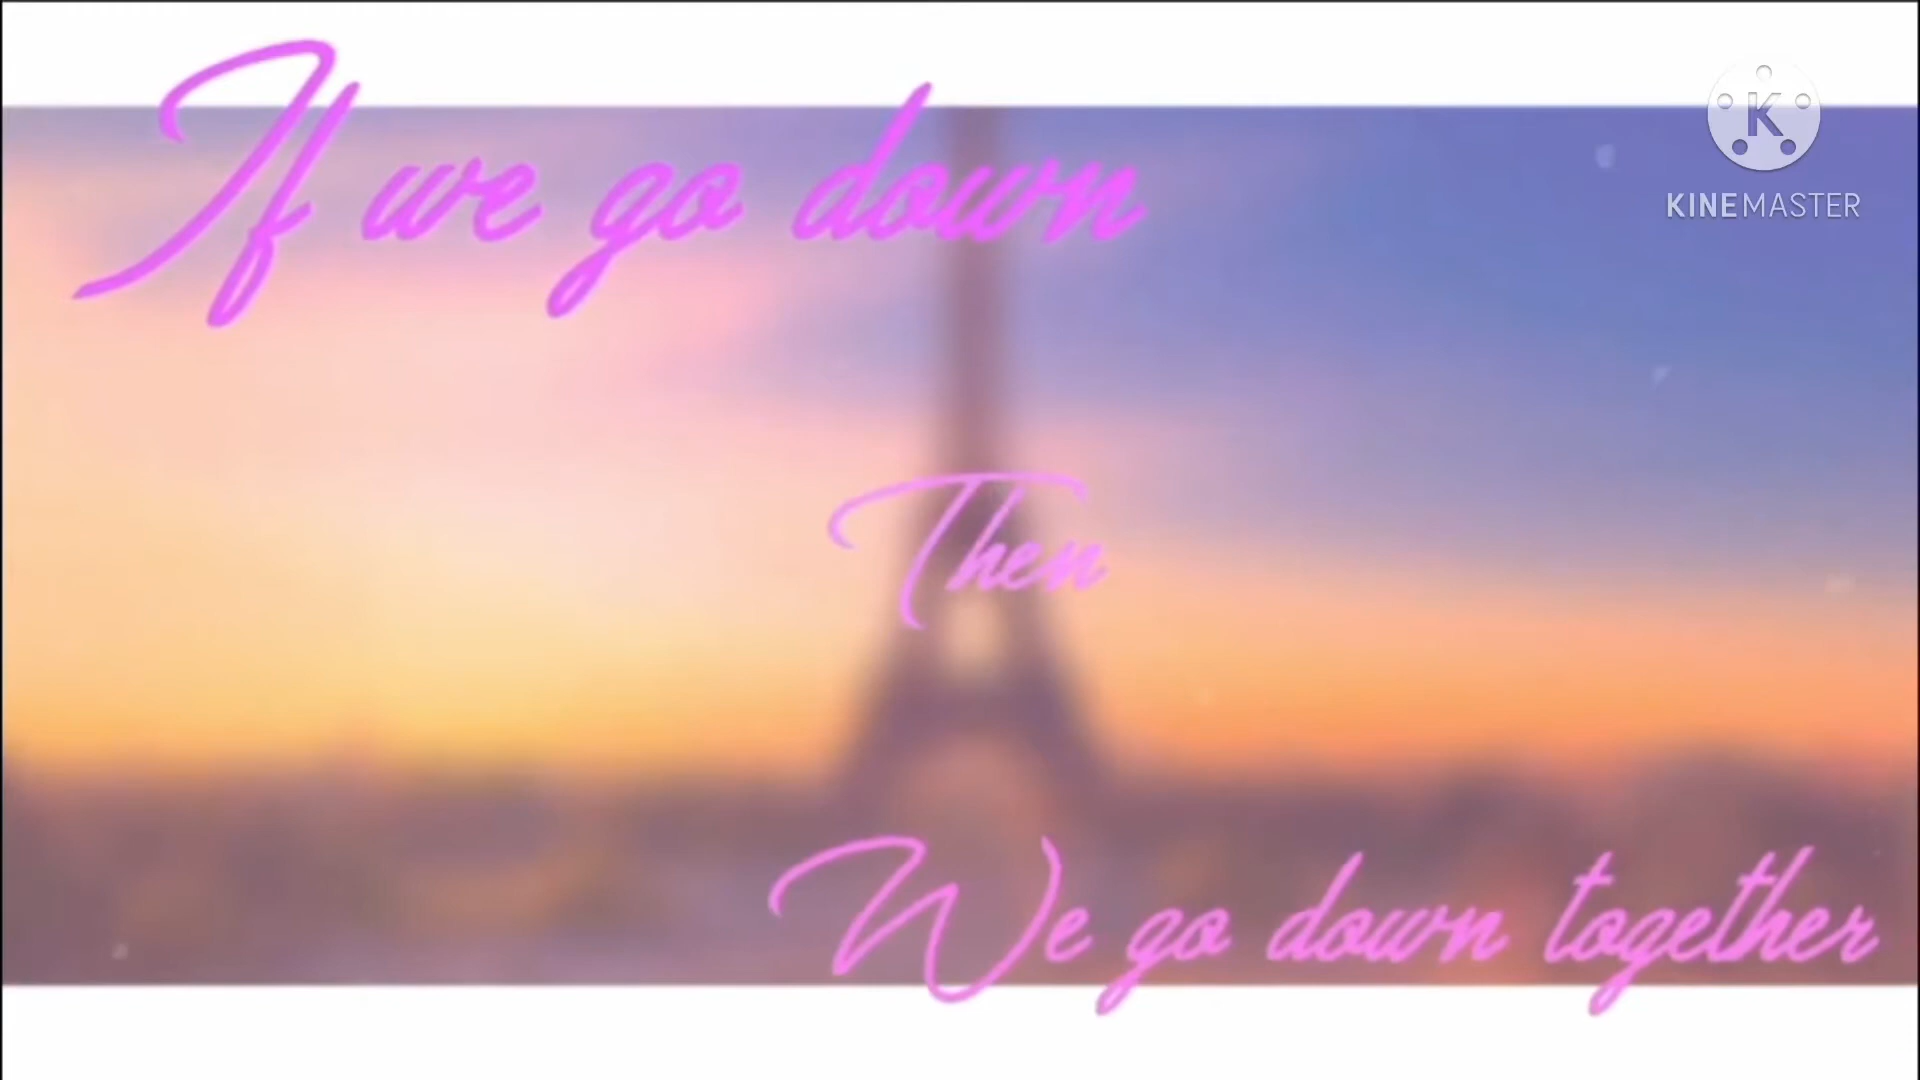 If we go down
K
KINEMASTER
Then
We go down together